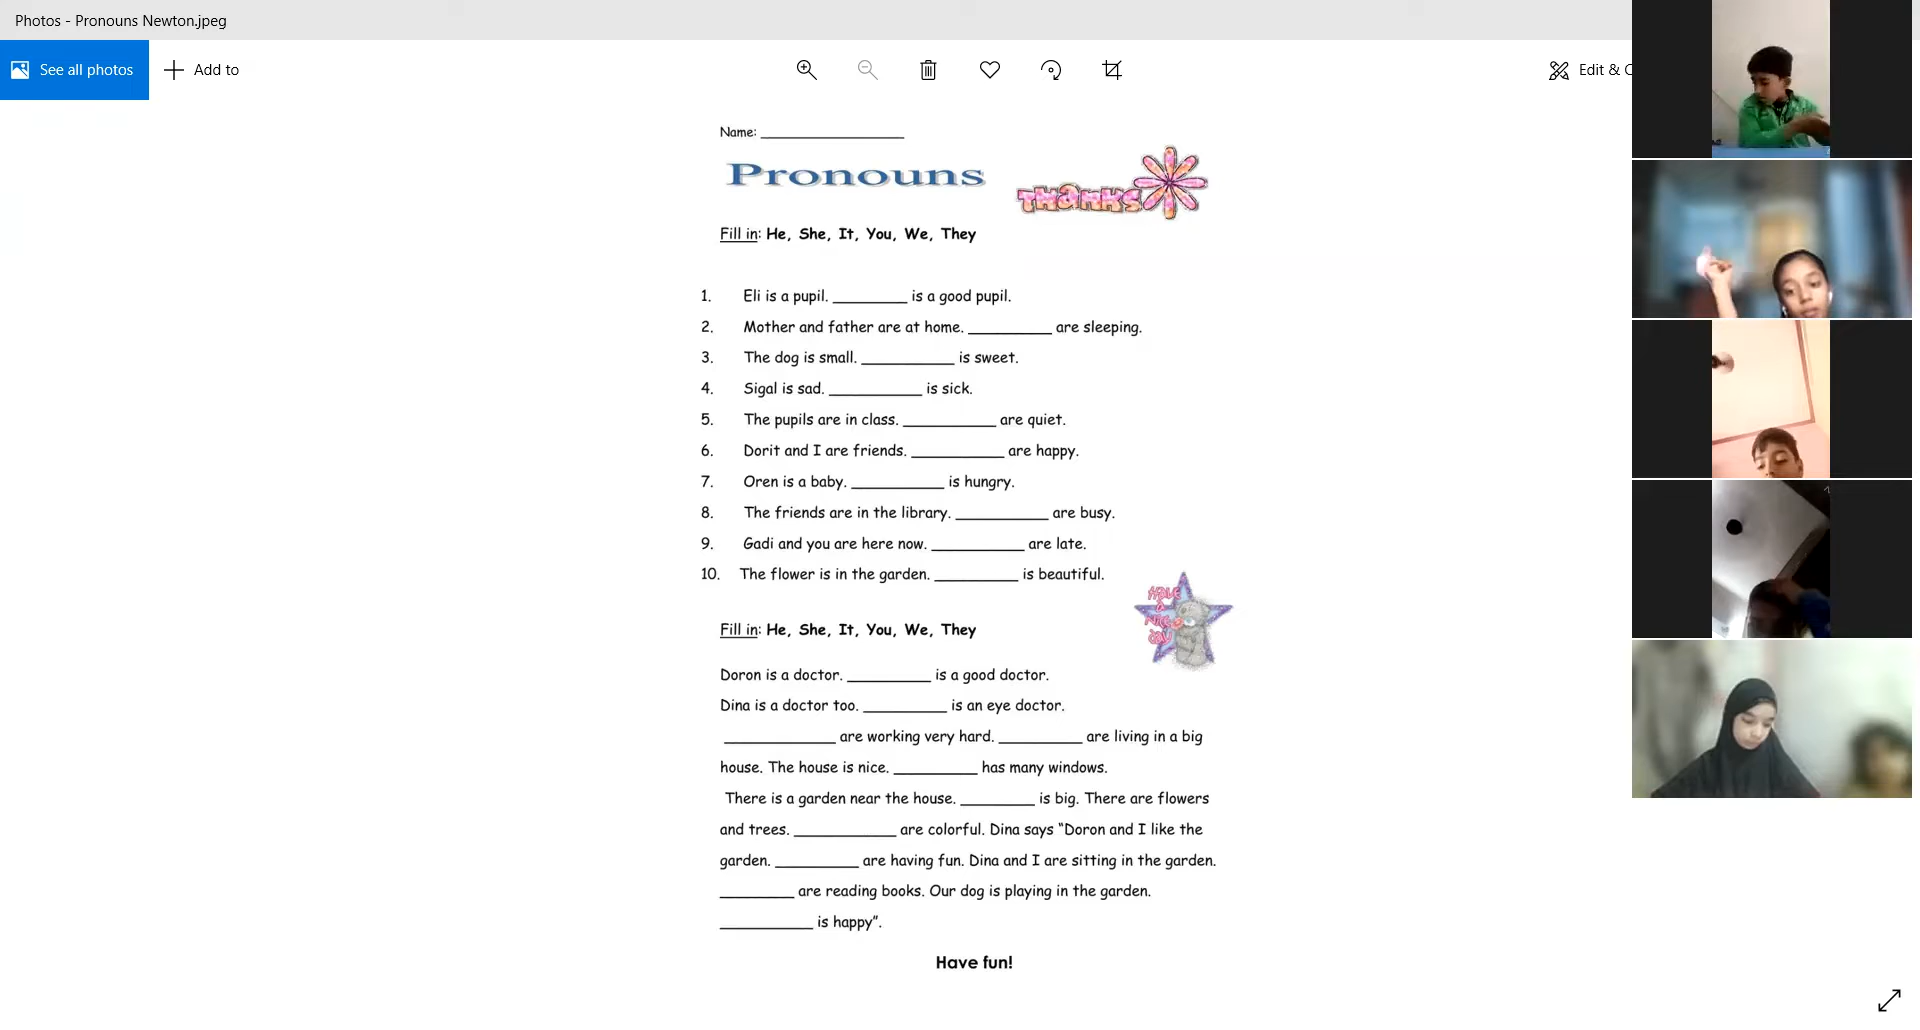 Photos - Pronouns Newton.jpeg
See all photos
Add to
Edit & C
Name: ___________________
Pronouns
THANKS
Fill in: He, She, It, You, We, They
1. Eli is a pupil. ________ is a good pupil.
2. Mother and father are at home. _________ are sleeping.
3. The dog is small. __________ is sweet.
4. Sigal is sad. __________ is sick.
5. The pupils are in class. __________ are quiet.
6. Dorit and I are friends. __________ are happy.
7. Oren is a baby. __________ is hungry.
8. The friends are in the library. __________ are busy.
9. Gadi and you are here now. __________ are late.
10. The flower is in the garden. _________ is beautiful.
Have
a
Nice
day
Fill in: He, She, It, You, We, They
Doron is a doctor. _________ is a good doctor.
Dina is a doctor too. _________ is an eye doctor.
____________ are working very hard. _________ are living in a big
house. The house is nice. _________ has many windows.
There is a garden near the house. ________ is big. There are flowers
and trees. ___________ are colorful. Dina says “Doron and I like the
garden. _________ are having fun. Dina and I are sitting in the garden.
________ are reading books. Our dog is playing in the garden.
__________ is happy”.
Have fun!